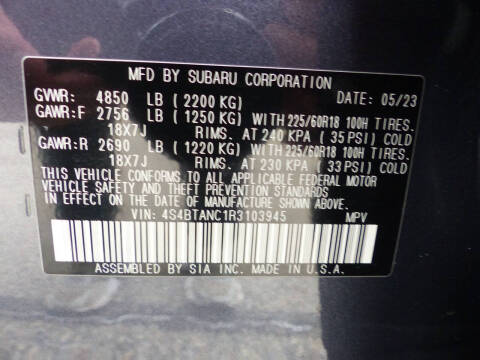 MFD BY SUBARU CORPORATION
GVWR: 4850 LB (2200 KG) DATE: 05/23
GAWR:F 2756 LB (1250 KG) WITH 225/60R18 100H TIRES.
18X7J RIMS. AT 240 KPA (35 PSI) COLD
GAWR:R 2690 LB (1220 KG) WITH 225/60R18 100H TIRES.
18X7J RIMS. AT 230 KPA (33 PSI) COLD
THIS VEHICLE CONFORMS TO ALL APPLICABLE FEDERAL MOTOR
VEHICLE SAFETY AND THEFT PREVENTION STANDARDS
IN EFFECT ON THE DATE OF MANUFACTURE SHOWN ABOVE.
VIN: 4S4BTANC1R3103945 MPV
ASSEMBLED BY SIA INC. MADE IN U.S.A.